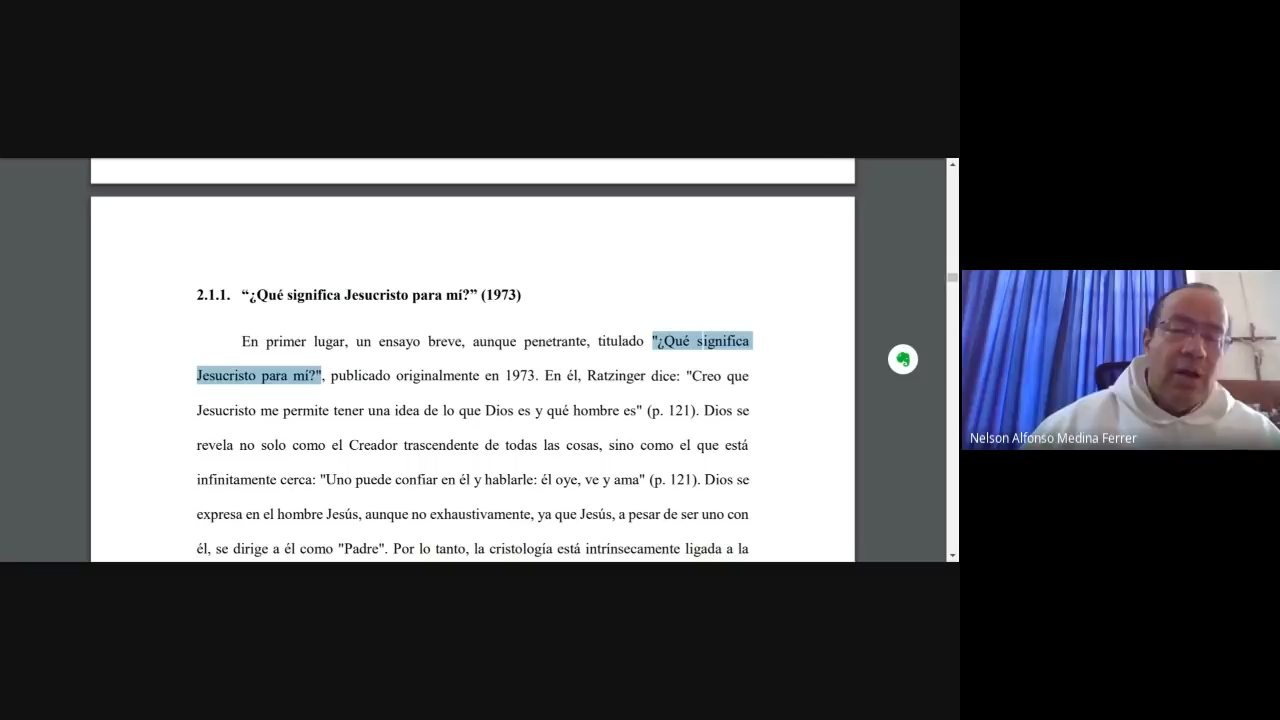 2.1.1. “¿Qué significa Jesucristo para mí?” (1973)
En primer lugar, un ensayo breve, aunque penetrante, titulado "¿Qué significa
Jesucristo para mí?", publicado originalmente en 1973. En él, Ratzinger dice: "Creo que
Jesucristo me permite tener una idea de lo que Dios es y qué hombre es" (p. 121). Dios se
revela no solo como el Creador trascendente de todas las cosas, sino como el que está
infinitamente cerca: "Uno puede confiar en él y hablarle: él oye, ve y ama" (p. 121). Dios se
expresa en el hombre Jesús, aunque no exhaustivamente, ya que Jesús, a pesar de ser uno con
él, se dirige a él como "Padre". Por lo tanto, la cristología está intrínsecamente ligada a la
Nelson Alfonso Medina Ferrer